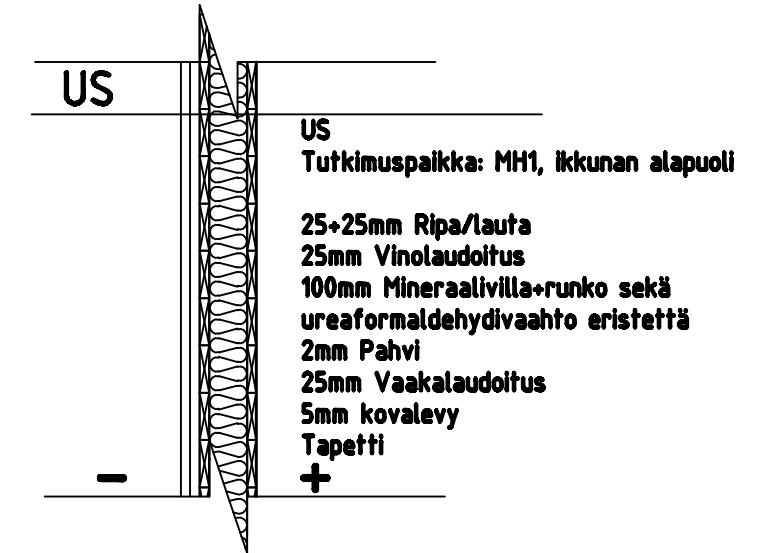 US
US
Tutkimuspaikka: MH1, ikkunan alapuoli
25+25mm Ripa/lauta
25mm Vinolaudoitus
100mm Mineraalivilla+runko sekä
ureaformaldehydivaahto eristettä
2mm Pahvi
25mm Vaakalaudoitus
5mm kovalevy
Tapetti
- +